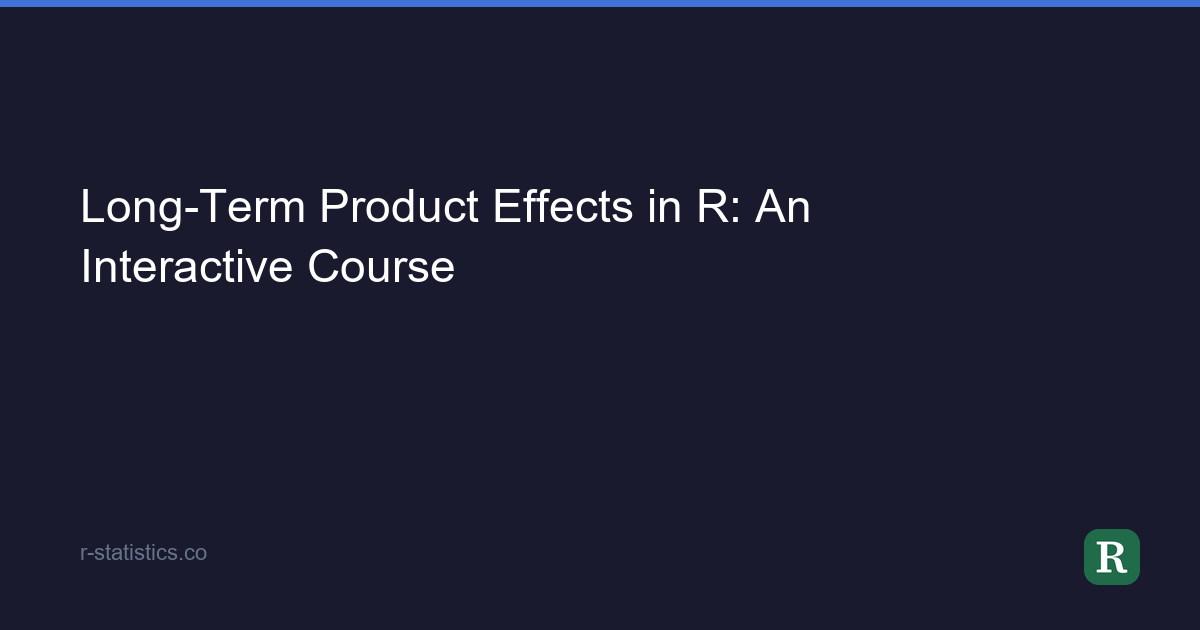 Long-Term Product Effects in R: An
Interactive Course
r-statistics.co
R